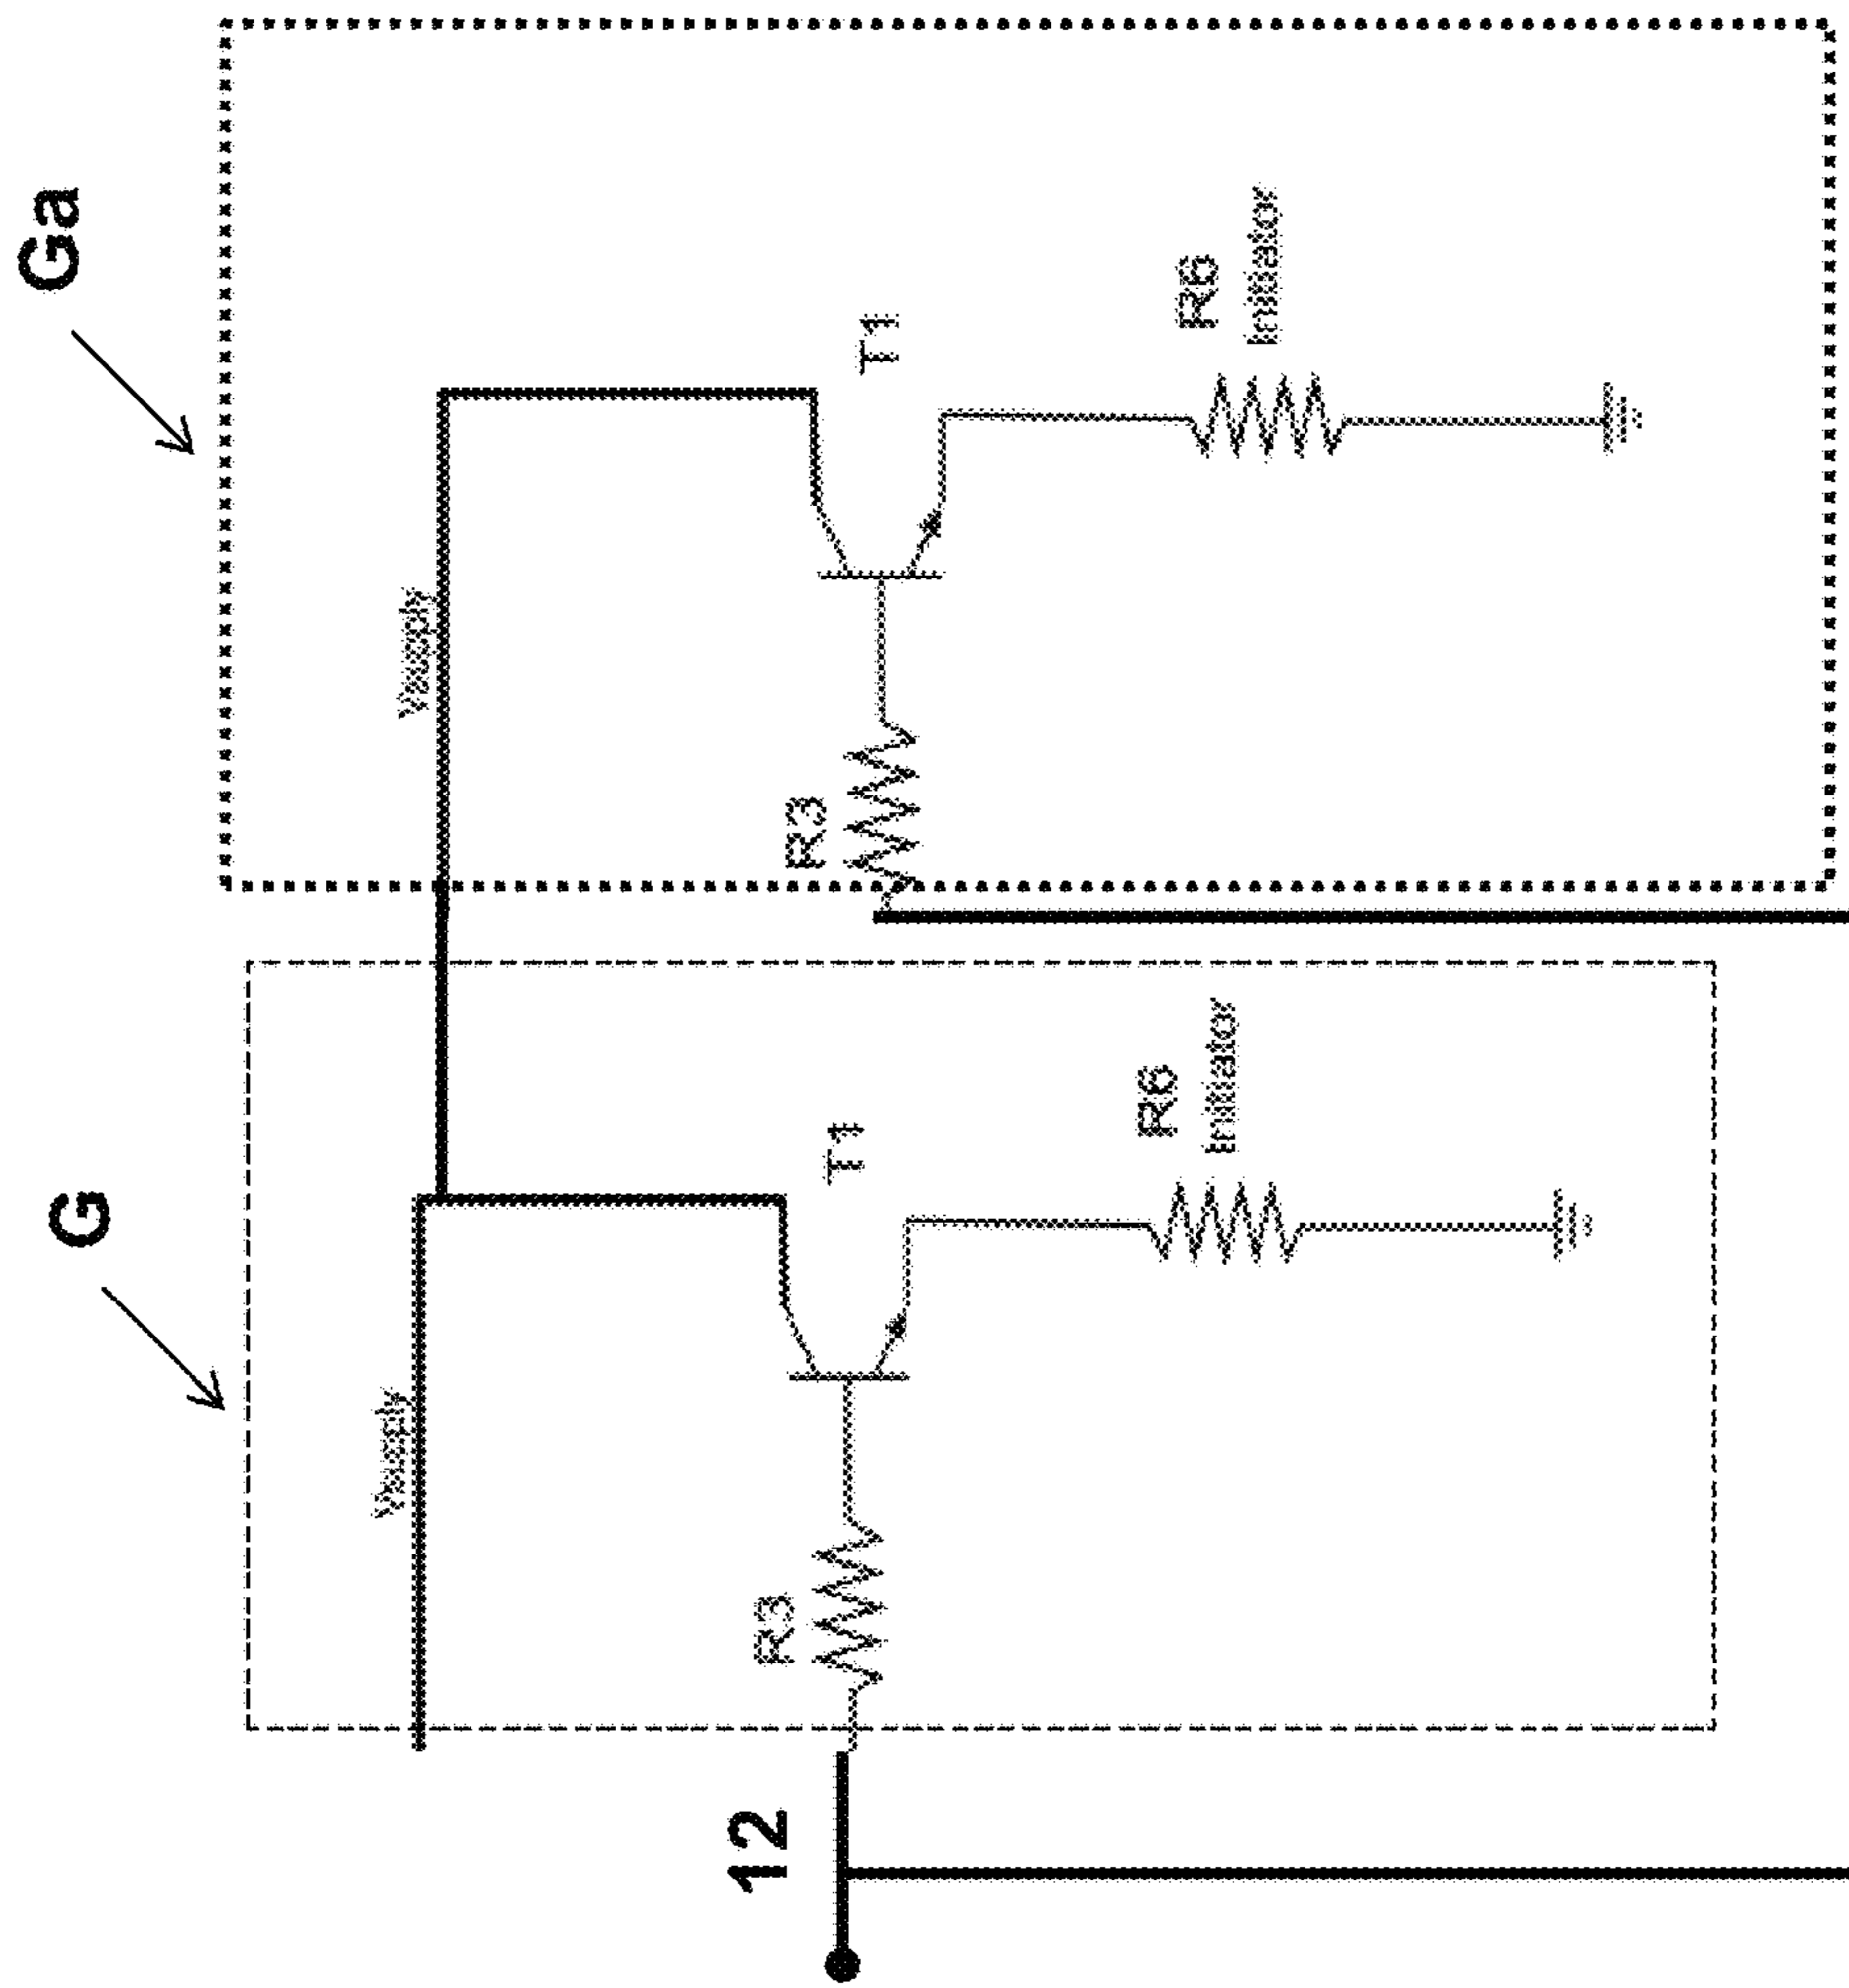 Ga
Vsupply
T1
R6
Initiator
R3
G
Vsupply
T1
R6
Initiator
R3
12